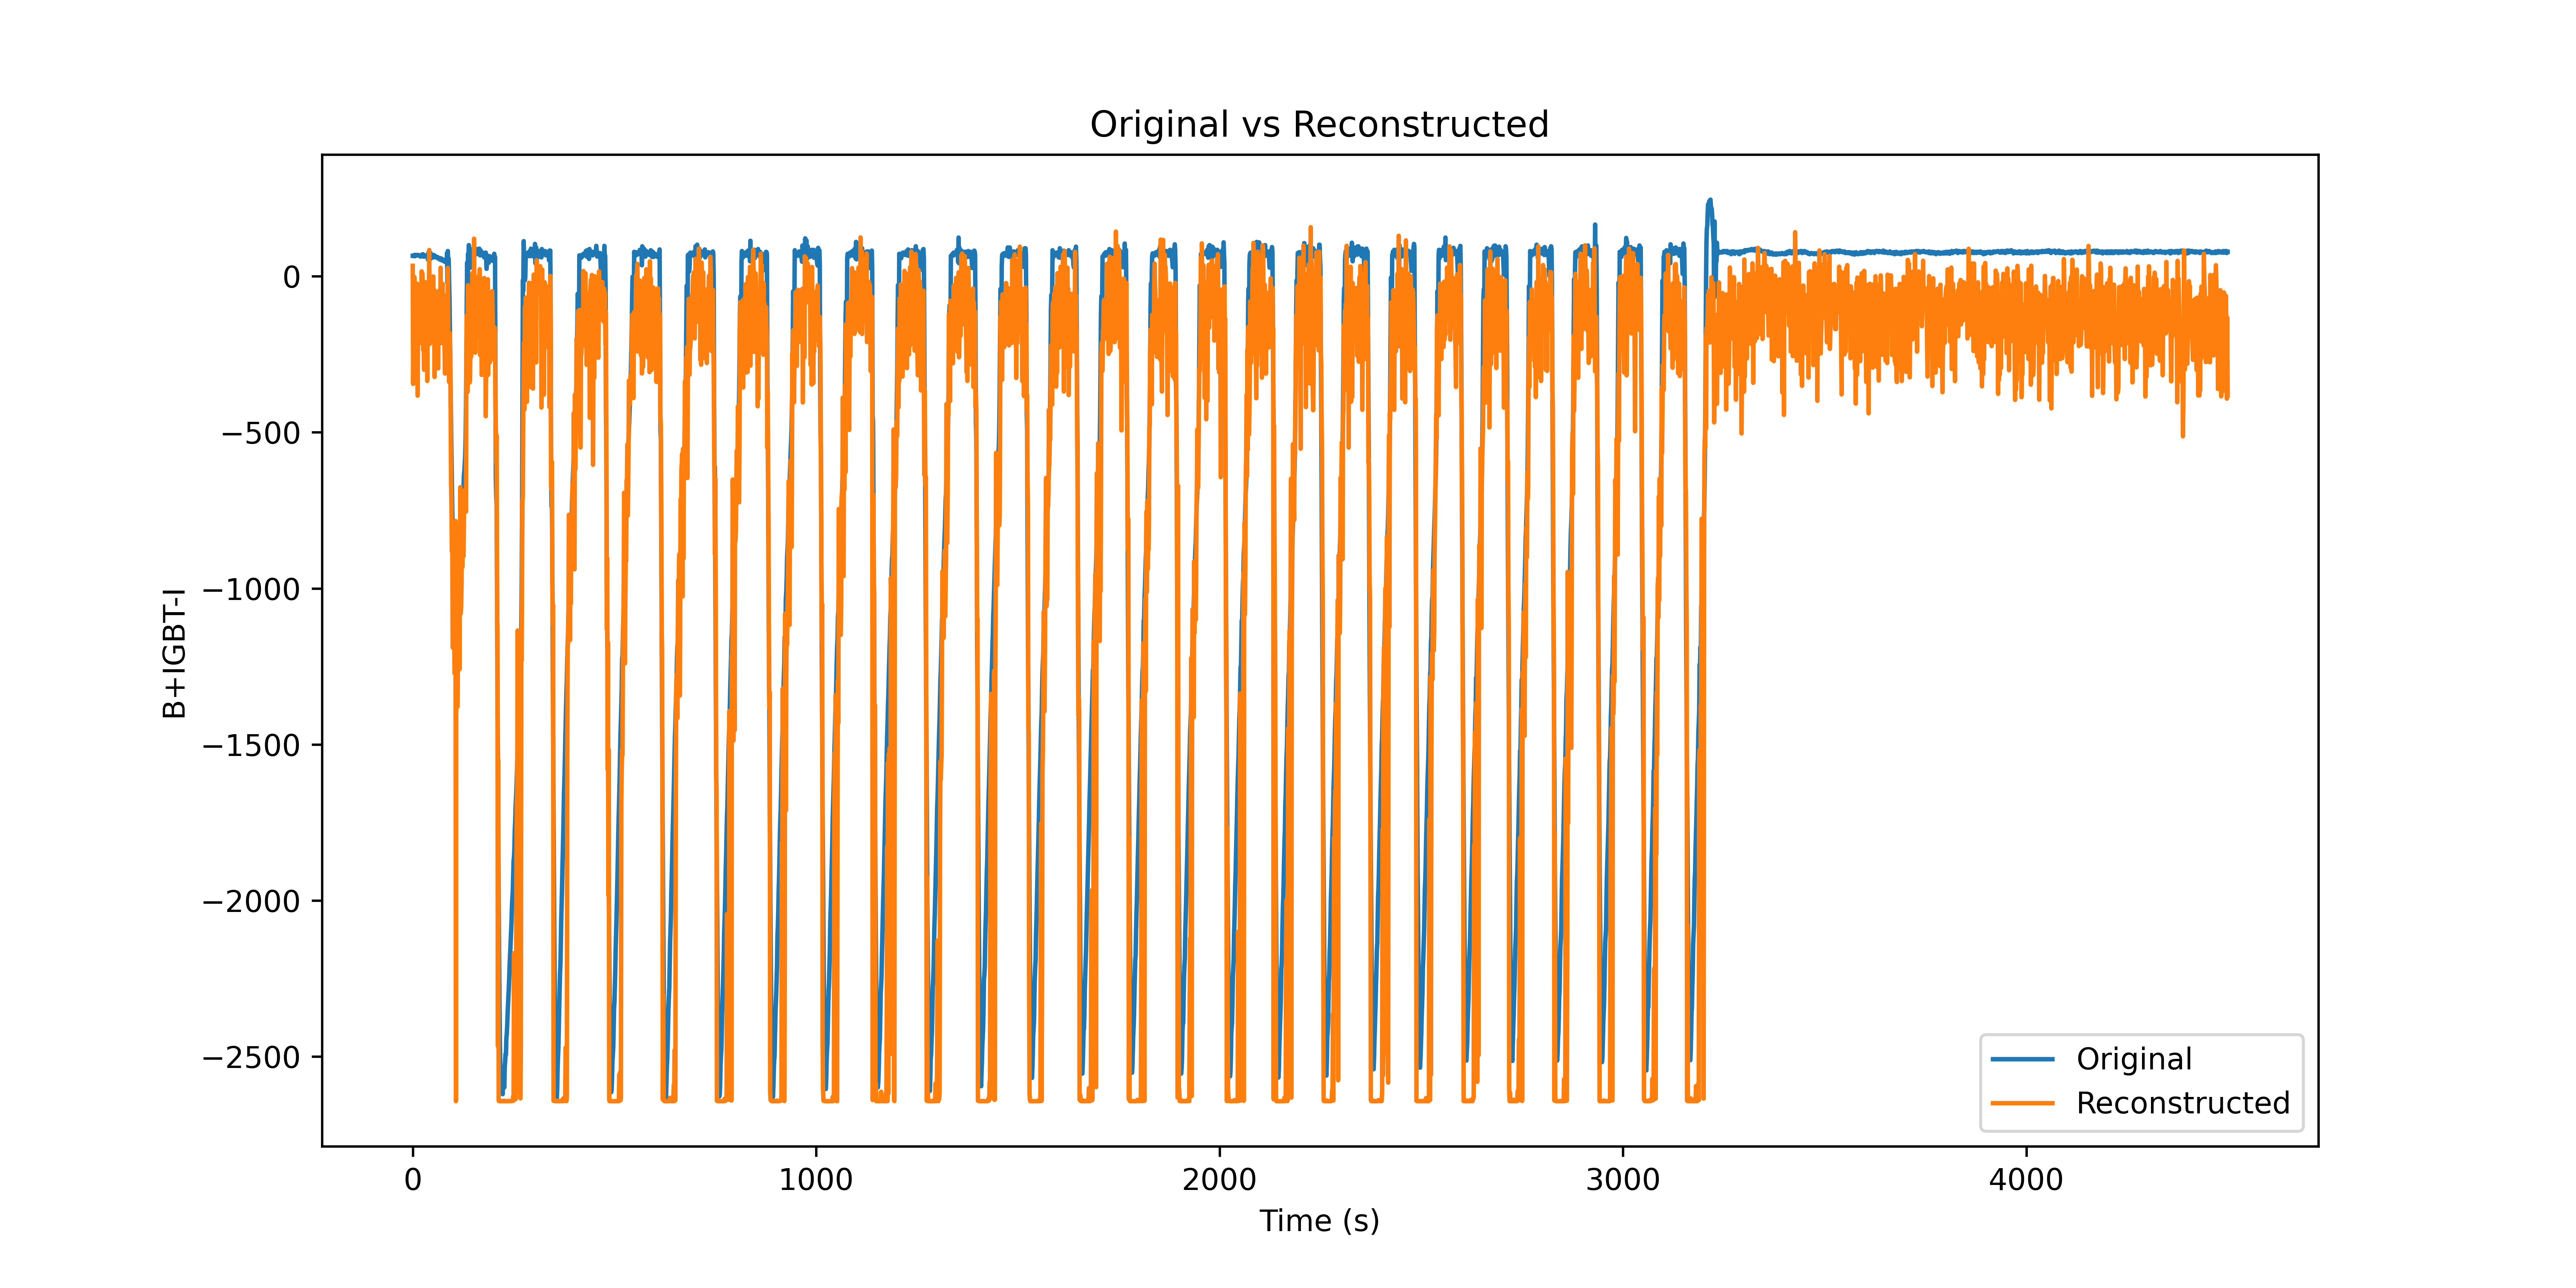 Original vs Reconstructed
B+IGBT-I
0
−500
−1000
−1500
−2000
−2500
0
1000
2000
3000
4000
Time (s)
Original
Reconstructed